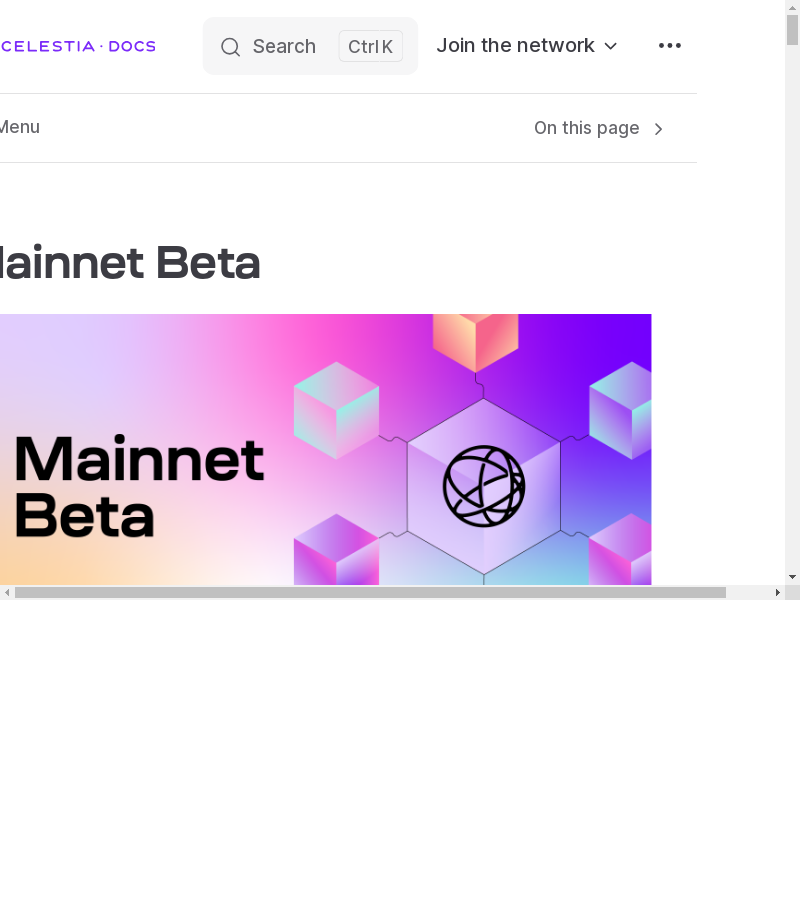 CELESTIA · DOCS
Search
Ctrl K
Join the network
Menu
On this page
Mainnet Beta
Mainnet
Beta